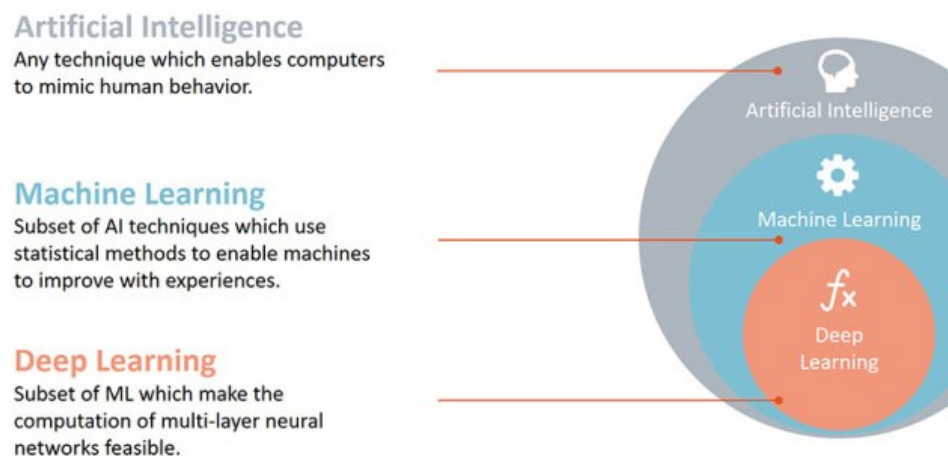 Artificial Intelligence
Any technique which enables computers
to mimic human behavior.
Artificial Intelligence
Machine Learning
Subset of AI techniques which use
statistical methods to enable machines
to improve with experiences.
Machine Learning
fx
Deep
Learning
Deep Learning
Subset of ML which make the
computation of multi-layer neural
networks feasible.